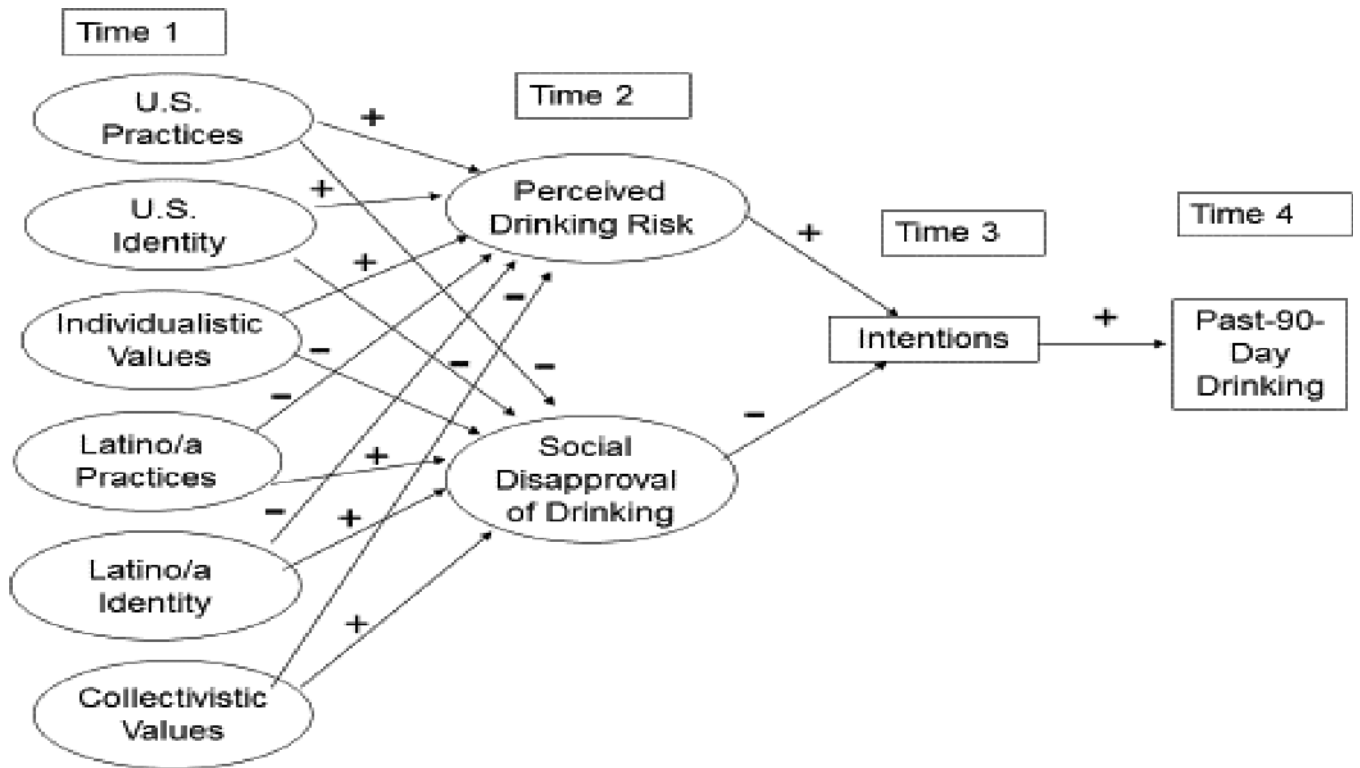 Time 1
U.S.
Practices
U.S.
Identity
Individualistic
Values
Latino/a
Practices
Latino/a
Identity
Collectivistic
Values
+
+
+
-
-
-
-
-
-
+
+
+
Time 2
Perceived
Drinking Risk
Social
Disapproval
of Drinking
+
-
Time 3
Intentions
+
Time 4
Past-90-
Day
Drinking